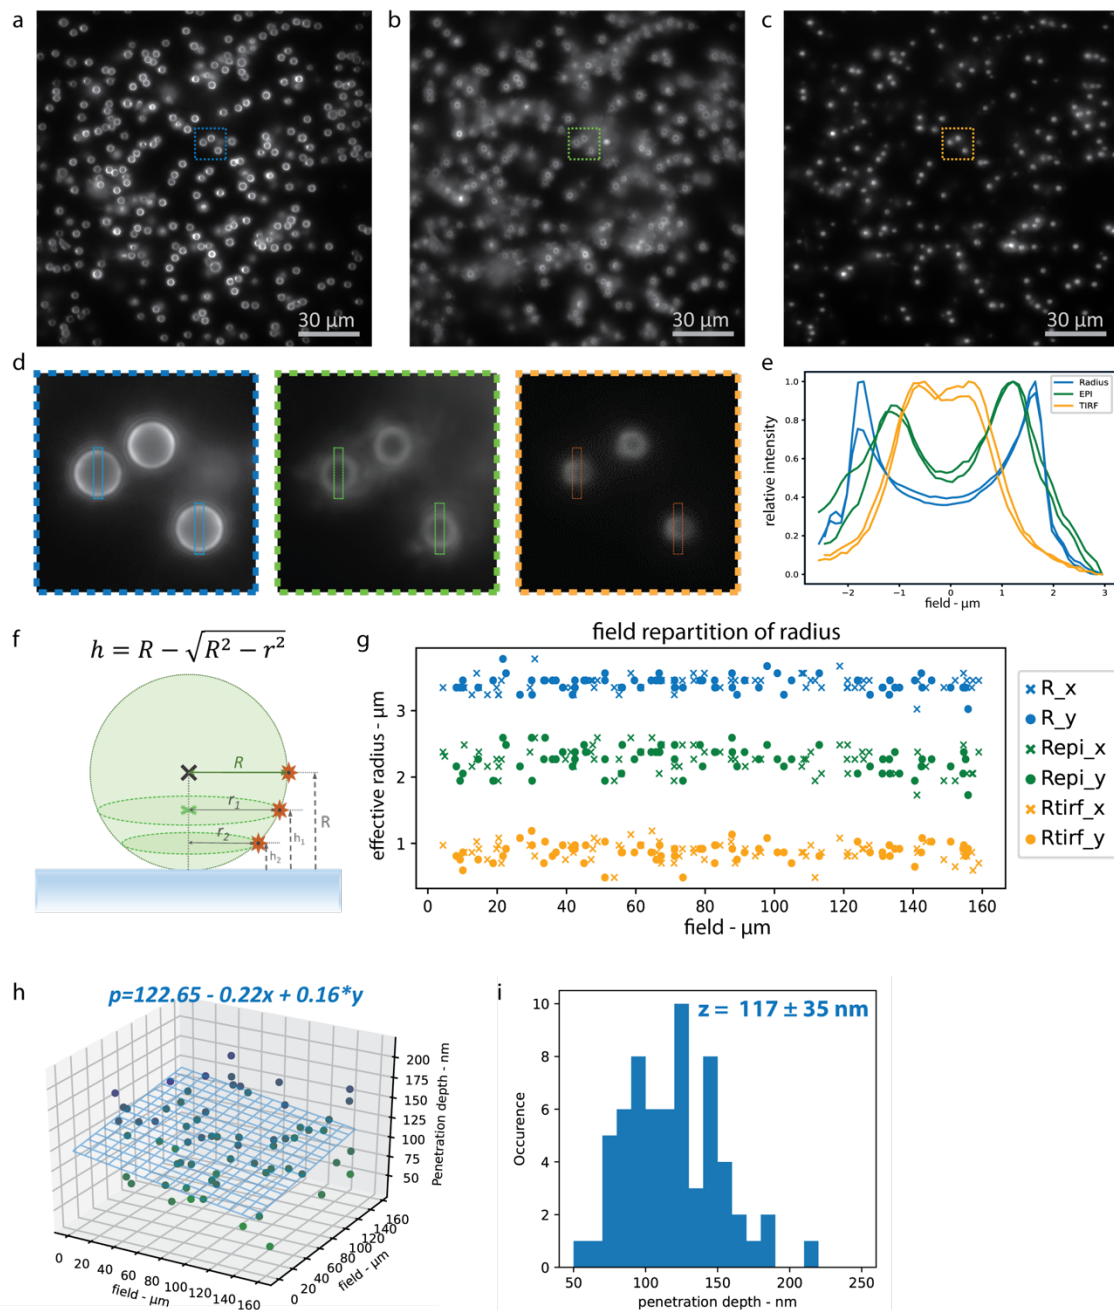 a
b
c
30 µm
30 µm
30 µm
d
e
relative intensity
1.0
0.8
0.6
0.4
0.2
0.0
Radius
EPI
TIRF
−2
−1
0
1
2
3
field - µm
f
h = R − √R² − r²
R
r₁
r₂
h₁
h₂
R
g
field repartition of radius
effective radius - µm
3
2
1
0
20
40
60
80
100
120
140
160
field - µm
R_x
R_y
Repi_x
Repi_y
Rtirf_x
Rtirf_y
h
p=122.65 - 0.22x + 0.16*y
200
175
150
125
100
75
50
Penetration depth - nm
0
20
40
60
80
100
120
140
160
field - µm
0
20
40
60
80
100
120
140
160
field - µm
i
z = 117 ± 35 nm
Occurence
10
8
6
4
2
0
50
100
150
200
250
penetration depth - nm